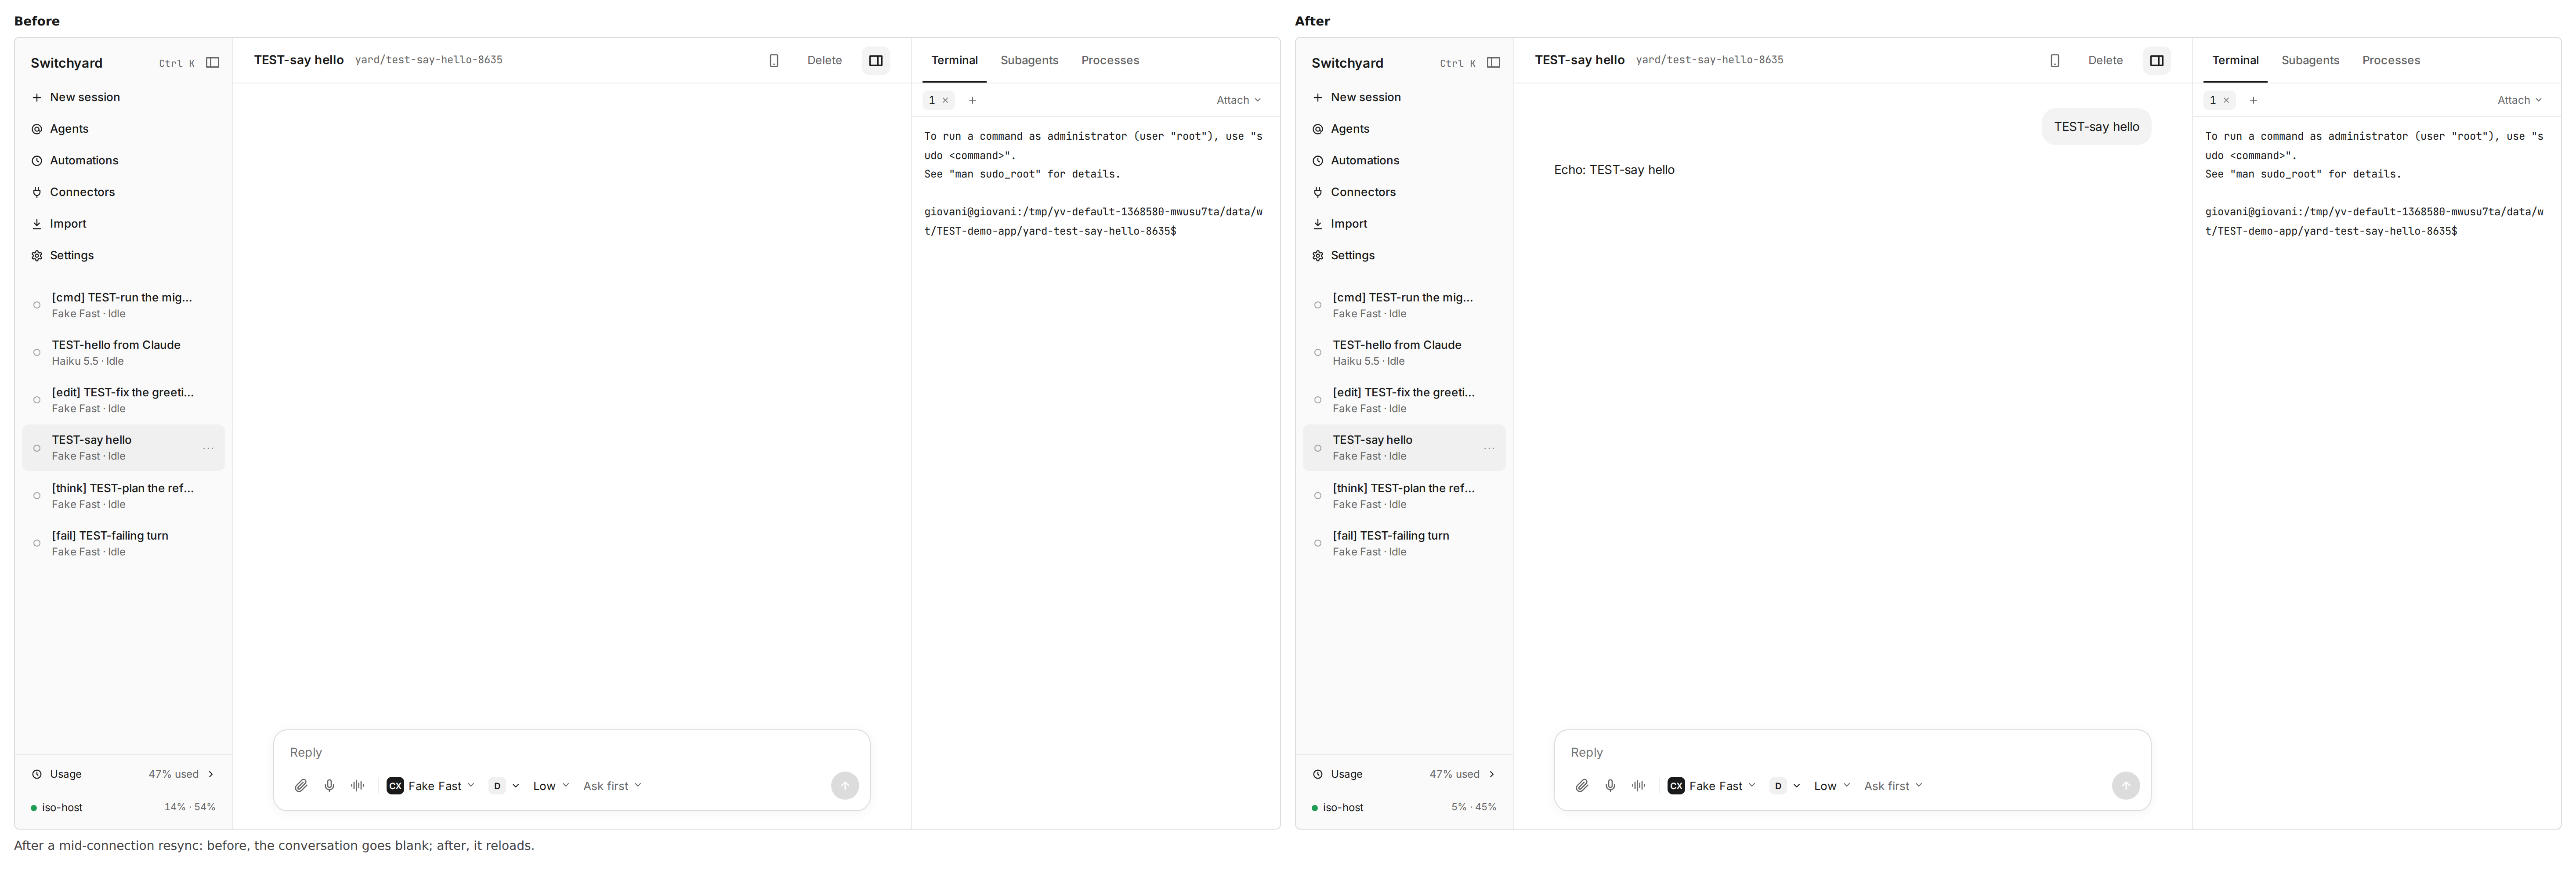 Before
Switchyard Ctrl K
New session
Agents
Automations
Connectors
Import
Settings
[cmd] TEST-run the mig...
Fake Fast · Idle
TEST-hello from Claude
Haiku 5.5 · Idle
[edit] TEST-fix the greeti...
Fake Fast · Idle
TEST-say hello ...
Fake Fast · Idle
[think] TEST-plan the ref...
Fake Fast · Idle
[fail] TEST-failing turn
Fake Fast · Idle
Usage 47% used
iso-host 14% · 54%
TEST-say hello yard/test-say-hello-8635 Delete
Reply
CX Fake Fast D Low Ask first
Terminal Subagents Processes
1 × + Attach
To run a command as administrator (user "root"), use "s
udo <command>".
See "man sudo_root" for details.
giovani@giovani:/tmp/yv-default-1368580-mwusu7ta/data/w
t/TEST-demo-app/yard-test-say-hello-8635$
After
Switchyard Ctrl K
New session
Agents
Automations
Connectors
Import
Settings
[cmd] TEST-run the mig...
Fake Fast · Idle
TEST-hello from Claude
Haiku 5.5 · Idle
[edit] TEST-fix the greeti...
Fake Fast · Idle
TEST-say hello ...
Fake Fast · Idle
[think] TEST-plan the ref...
Fake Fast · Idle
[fail] TEST-failing turn
Fake Fast · Idle
Usage 47% used
iso-host 5% · 45%
TEST-say hello yard/test-say-hello-8635 Delete
TEST-say hello
Echo: TEST-say hello
Reply
CX Fake Fast D Low Ask first
Terminal Subagents Processes
1 × + Attach
To run a command as administrator (user "root"), use "s
udo <command>".
See "man sudo_root" for details.
giovani@giovani:/tmp/yv-default-1368580-mwusu7ta/data/w
t/TEST-demo-app/yard-test-say-hello-8635$
After a mid-connection resync: before, the conversation goes blank; after, it reloads.